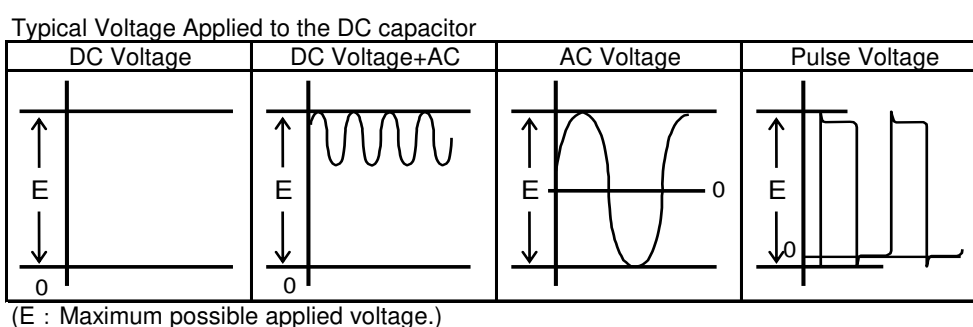 Typical Voltage Applied to the DC capacitor
DC Voltage DC Voltage+AC AC Voltage Pulse Voltage
E E E 0 E
0
0 0
(E : Maximum possible applied voltage.)